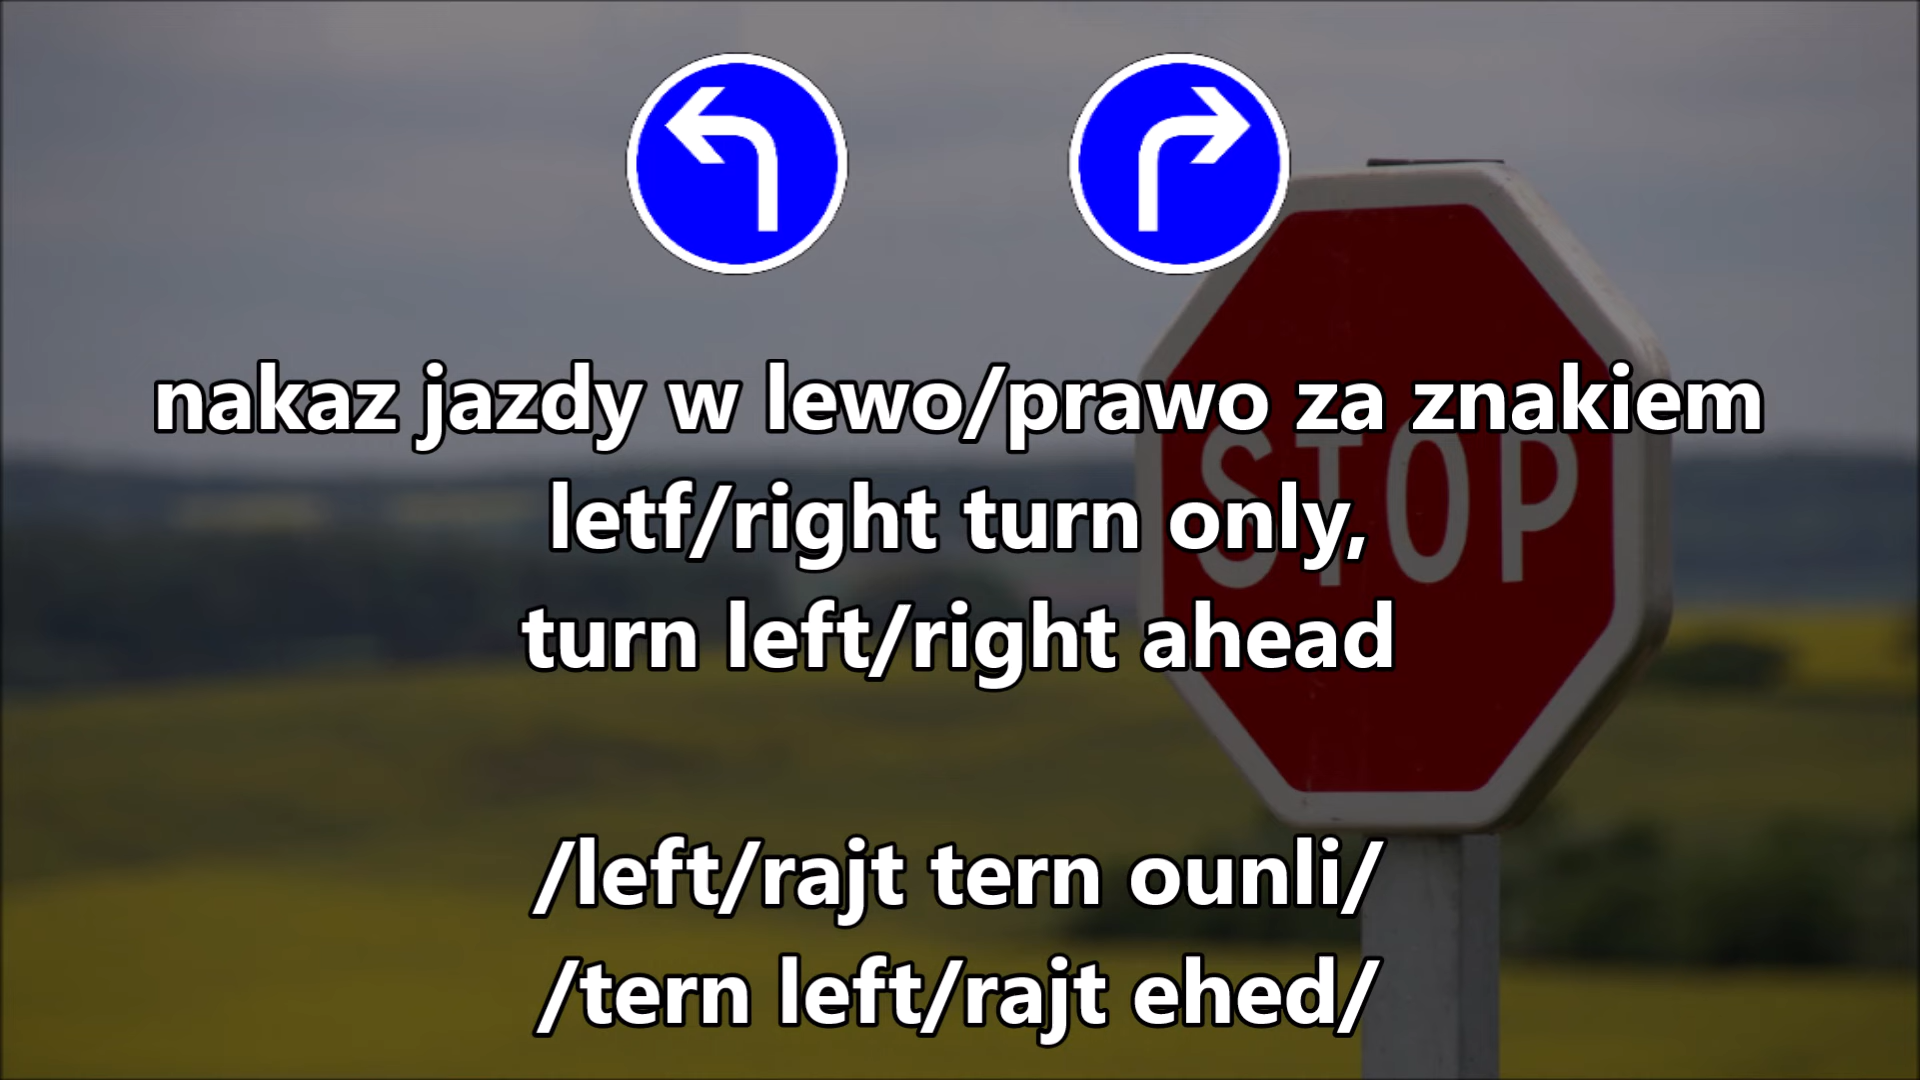 nakaz jazdy w lewo/prawo za znakiem
STOP
letf/right turn only,
turn left/right ahead
/left/rajt tern ounli/
/tern left/rajt ehed/